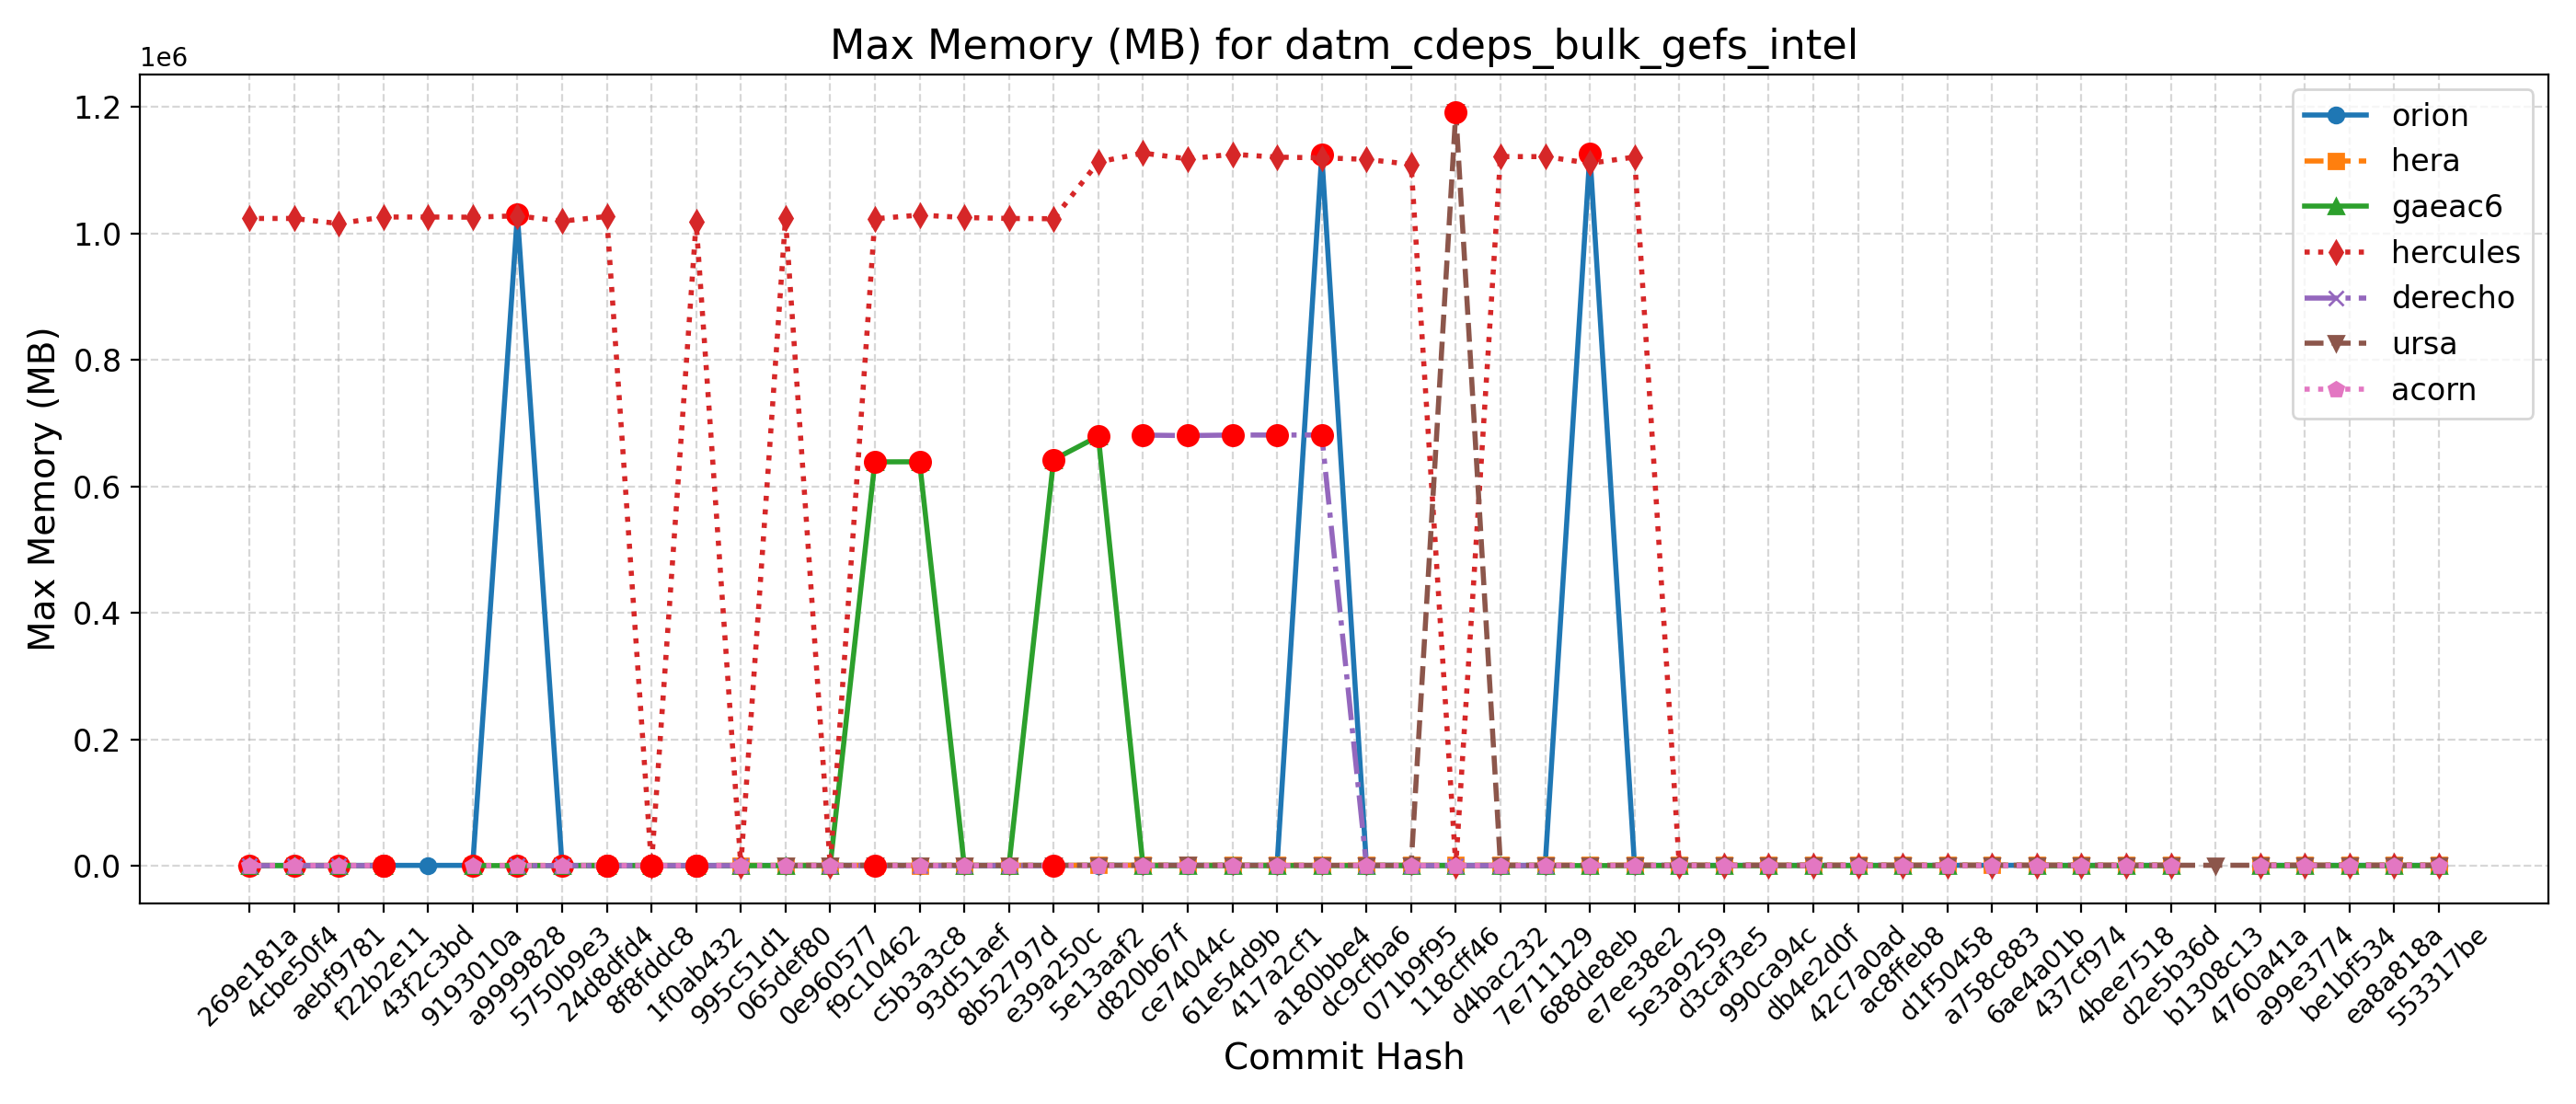 Max Memory (MB) for datm_cdeps_bulk_gefs_intel
1e6
1.2
1.0
0.8
0.6
0.4
0.2
0.0
Max Memory (MB)
orion
hera
gaeac6
hercules
derecho
ursa
acorn
269e181a
4cbe50f4
aebf9781
f22b2e11
43f2c3bd
9193010a
a9999828
5750b9e3
24d8dfd4
8f8fddc8
1f0ab432
995c51d1
065def80
0e960577
f9c10462
c5b3a3c8
93d51aef
8b52797d
e39a250c
5e13aaf2
d820b67f
ce74044c
61e54d9b
417a2cf1
a180bbe4
dc9cfba6
071b9f95
118cff46
d4bac232
7e711129
688de8eb
e7ee38e2
5e3a9259
d3caf3e5
990ca94c
db4e2d0f
42c7a0ad
ac8ffeb8
d1f50458
a758c883
6ae4a01b
437cf974
4bee7518
d2e5b36d
b1308c13
4760a41a
a99e3774
be1bf534
ea8a818a
553317be
Commit Hash